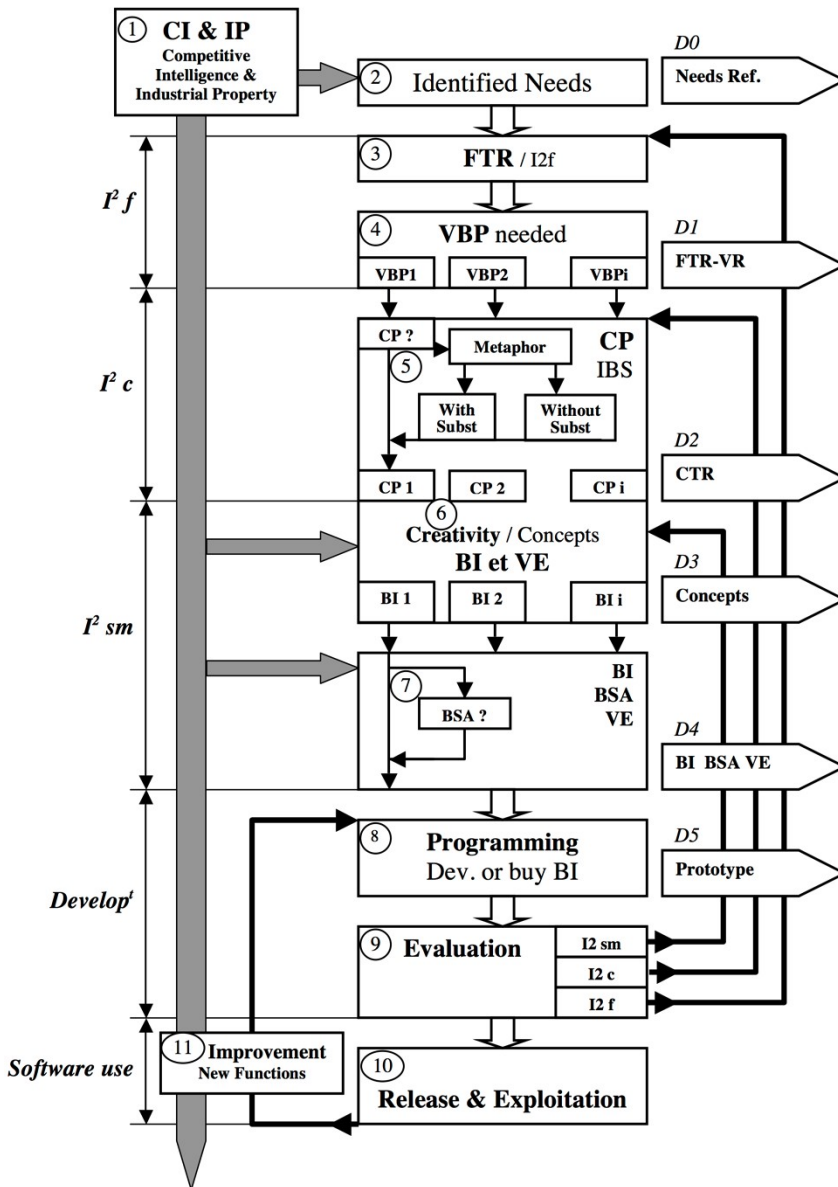 1
CI & IP
Competitive
Intelligence &
Industrial Property
2
Identified Needs
D0
Needs Ref.
3
FTR / I2f
I² f
4
VBP needed
VBP1
VBP2
VBPi
D1
FTR-VR
CP ?
5
Metaphor
CP
IBS
With
Subst
Without
Subst
I² c
D2
CTR
CP 1
CP 2
CP i
6
Creativity / Concepts
BI et VE
D3
Concepts
BI 1
BI 2
BI i
I² sm
7
BSA ?
BI
BSA
VE
D4
BI BSA VE
8
Programming
Dev. or buy BI
D5
Prototype
Developᵗ
9
Evaluation
I2 sm
I2 c
I2 f
11
Improvement
New Functions
Software use
10
Release & Exploitation